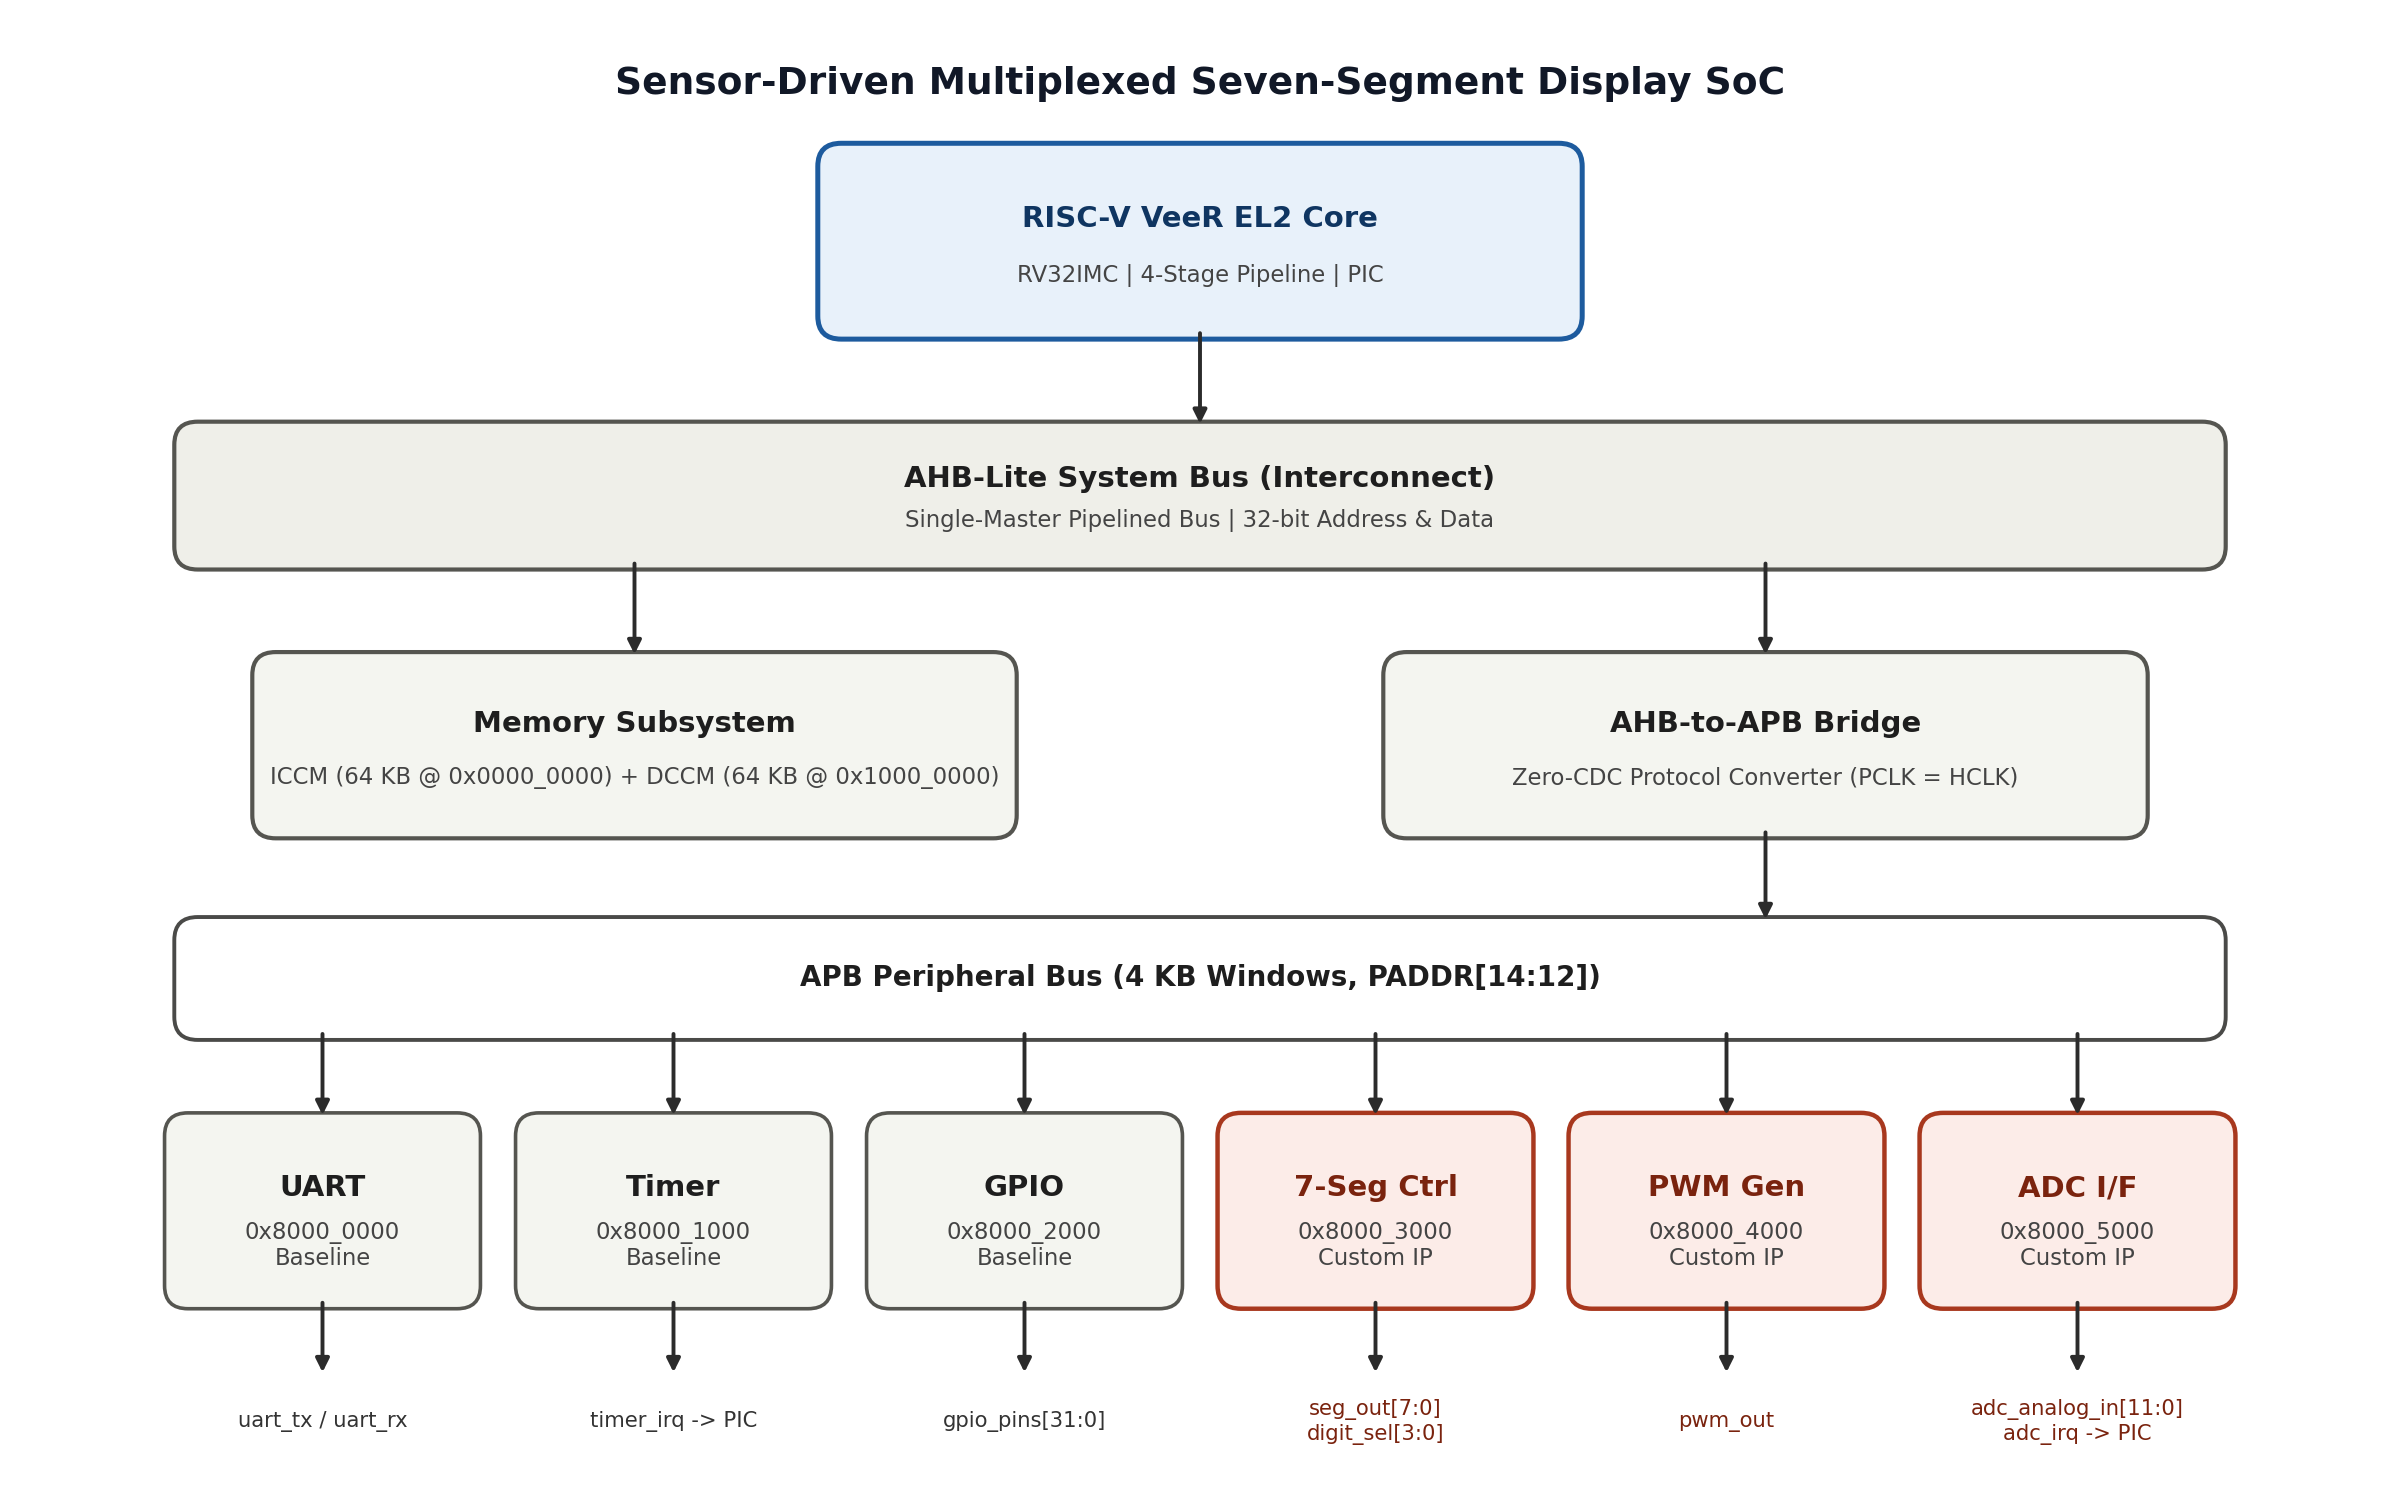 Sensor-Driven Multiplexed Seven-Segment Display SoC
RISC-V VeeR EL2 Core
RV32IMC | 4-Stage Pipeline | PIC
AHB-Lite System Bus (Interconnect)
Single-Master Pipelined Bus | 32-bit Address & Data
Memory Subsystem
ICCM (64 KB @ 0x0000_0000) + DCCM (64 KB @ 0x1000_0000)
AHB-to-APB Bridge
Zero-CDC Protocol Converter (PCLK = HCLK)
APB Peripheral Bus (4 KB Windows, PADDR[14:12])
UART
0x8000_0000
Baseline
Timer
0x8000_1000
Baseline
GPIO
0x8000_2000
Baseline
7-Seg Ctrl
0x8000_3000
Custom IP
PWM Gen
0x8000_4000
Custom IP
ADC I/F
0x8000_5000
Custom IP
uart_tx / uart_rx
timer_irq -> PIC
gpio_pins[31:0]
seg_out[7:0]
digit_sel[3:0]
pwm_out
adc_analog_in[11:0]
adc_irq -> PIC